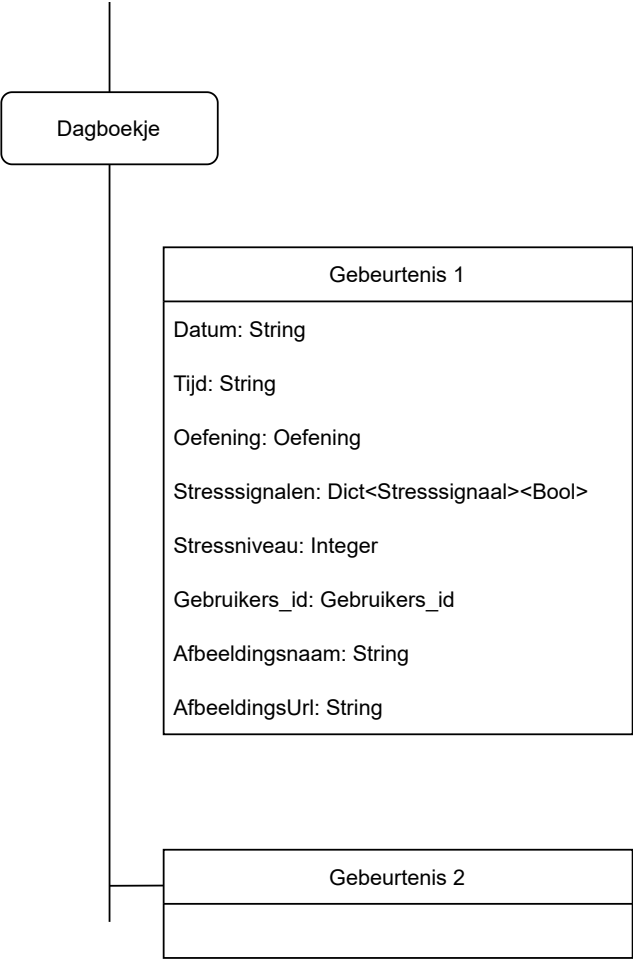 Dagboekje
Gebeurtenis 1
Datum: String
Tijd: String
Oefening: Oefening
Stresssignalen: Dict<Stresssignaal><Bool>
Stressniveau: Integer
Gebruikers_id: Gebruikers_id
Afbeeldingsnaam: String
AfbeeldingsUrl: String
Gebeurtenis 2